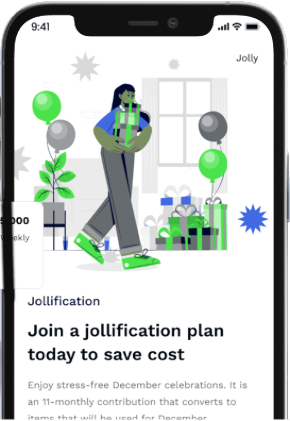 9:41
Jolly
5,000
Weekly
Jollification
Join a jollification plan
today to save cost
Enjoy stress-free December celebrations. It is
an 11-monthly contribution that converts to
items that will be used for December